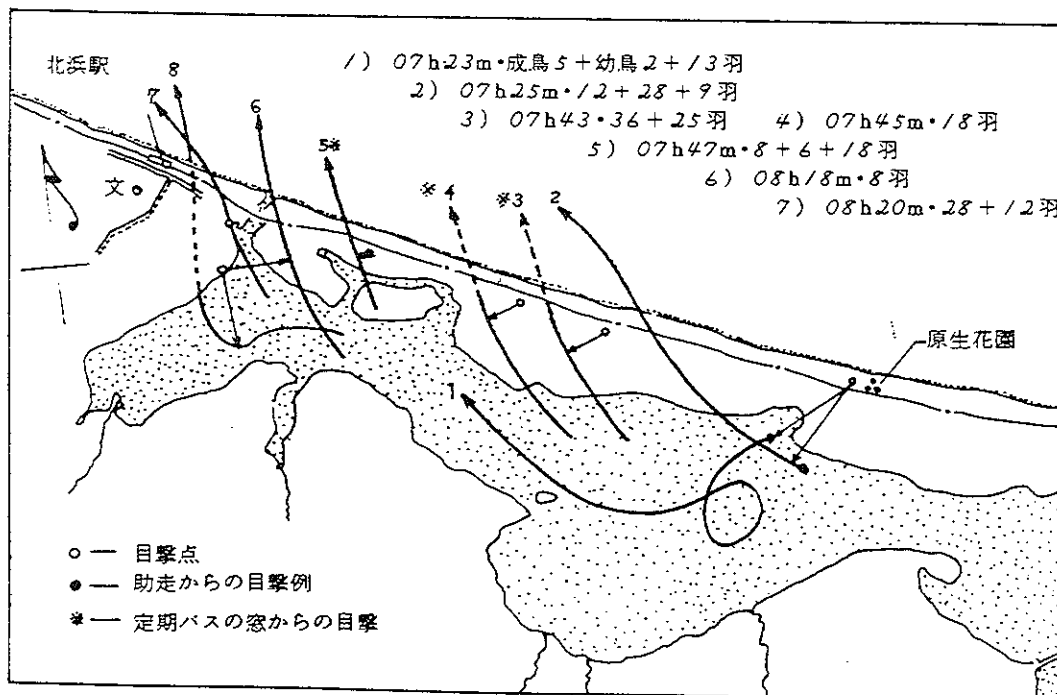 北浜駅
1) 07h23m・成鳥5+幼鳥2+13羽
2) 07h25m・12+28+9羽
3) 07h43・36+25羽 4) 07h45m・18羽
5) 07h47m・8+6+18羽
6) 08h18m・8羽
7) 08h20m・28+12羽
8
7
6
5※
※4
※3
2
文
原生花園
1
○— 目撃点
●— 助走からの目撃例
※— 定期バスの窓からの目撃